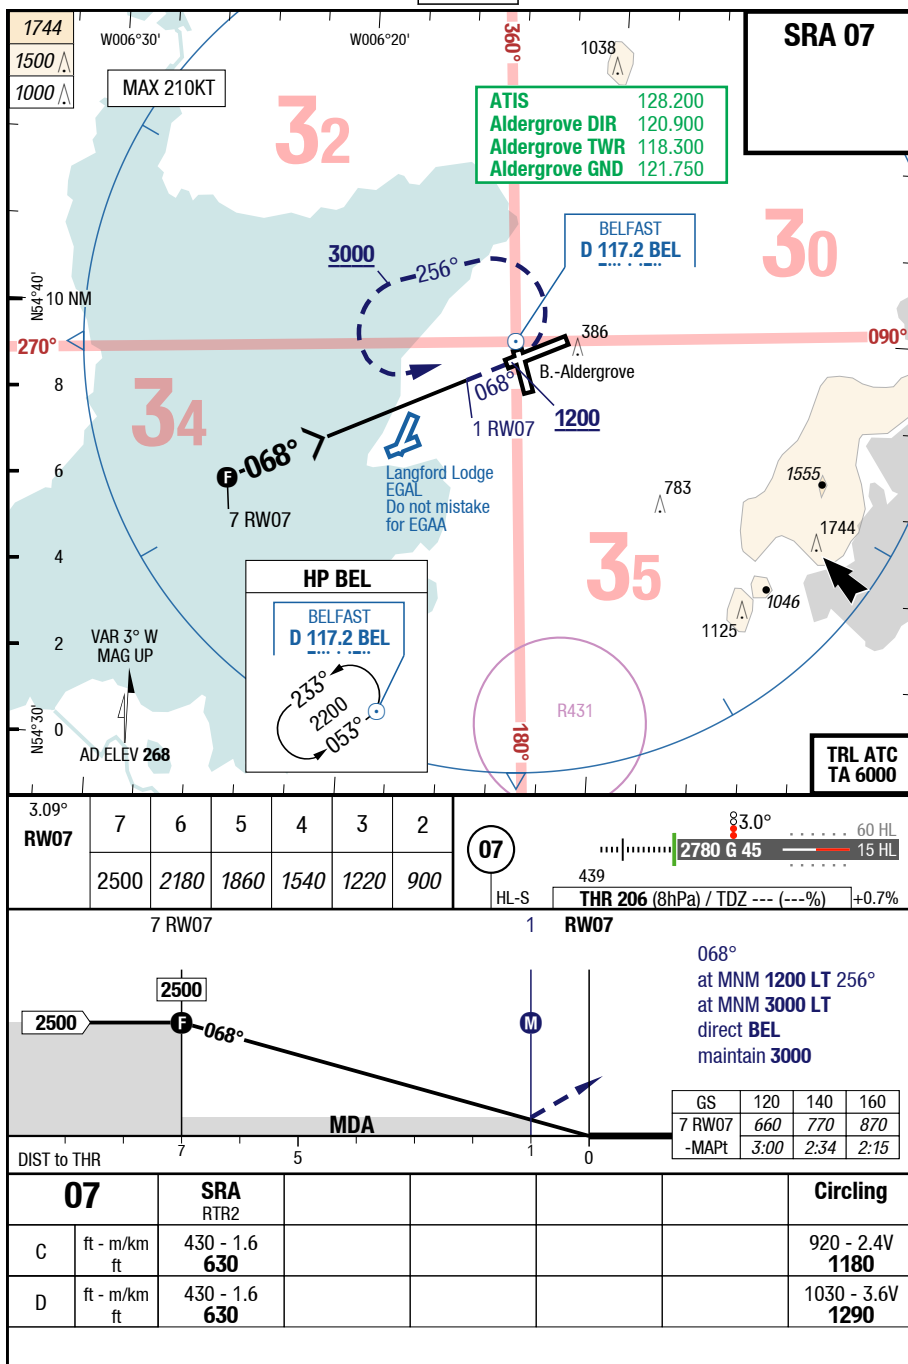 1744
1500
1000
W006°30'
W006°20'
MAX 210KT
360°
1038
SRA 07
ATIS 128.200
Aldergrove DIR 120.900
Aldergrove TWR 118.300
Aldergrove GND 121.750
32
30
BELFAST
D 117.2 BEL
3000
256°
N54°40'
10 NM
270°
090°
386
B.-Aldergrove
8
34
068°
1 RW07
1200
6
F
068°
7 RW07
Langford Lodge
EGAL
Do not mistake
for EGAA
783
1555
1744
35
4
HP BEL
BELFAST
D 117.2 BEL
233°
2200
053°
1046
1125
2
VAR 3° W
MAG UP
R431
N54°30'
0
180°
AD ELEV 268
TRL ATC
TA 6000
3.09°
RW07
7 6 5 4 3 2
2500 2180 1860 1540 1220 900
07
HL-S
3.0°
60 HL
2780 G 45
15 HL
439
THR 206 (8hPa) / TDZ --- (---%)
+0.7%
7 RW07 1 RW07
2500
2500
F
068°
M
MDA
068°
at MNM 1200 LT 256°
at MNM 3000 LT
direct BEL
maintain 3000
GS 120 140 160
7 RW07 660 770 870
-MAPt 3:00 2:34 2:15
DIST to THR 7 5 1 0
07 SRA Circling
RTR2
C ft - m/km 430 - 1.6 920 - 2.4V
ft 630 1180
D ft - m/km 430 - 1.6 1030 - 3.6V
ft 630 1290